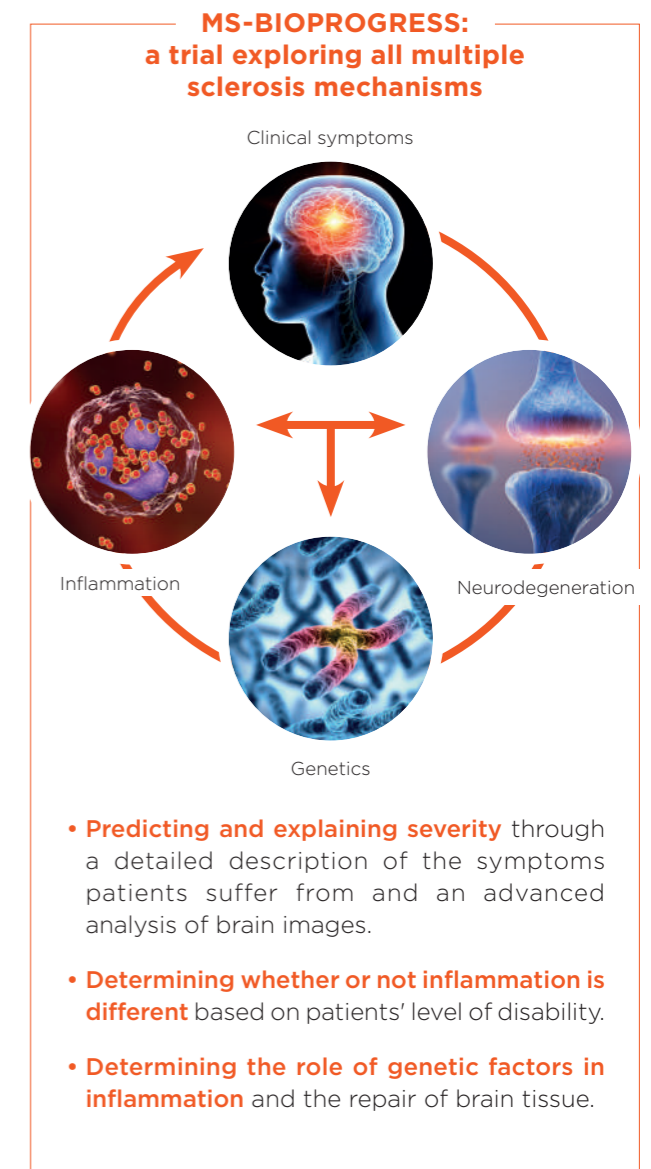 MS-BIOPROGRESS:
a trial exploring all multiple
sclerosis mechanisms
Clinical symptoms
Inflammation
Neurodegeneration
Genetics
• Predicting and explaining severity through
a detailed description of the symptoms
patients suffer from and an advanced
analysis of brain images.
• Determining whether or not inflammation is
different based on patients' level of disability.
• Determining the role of genetic factors in
inflammation and the repair of brain tissue.